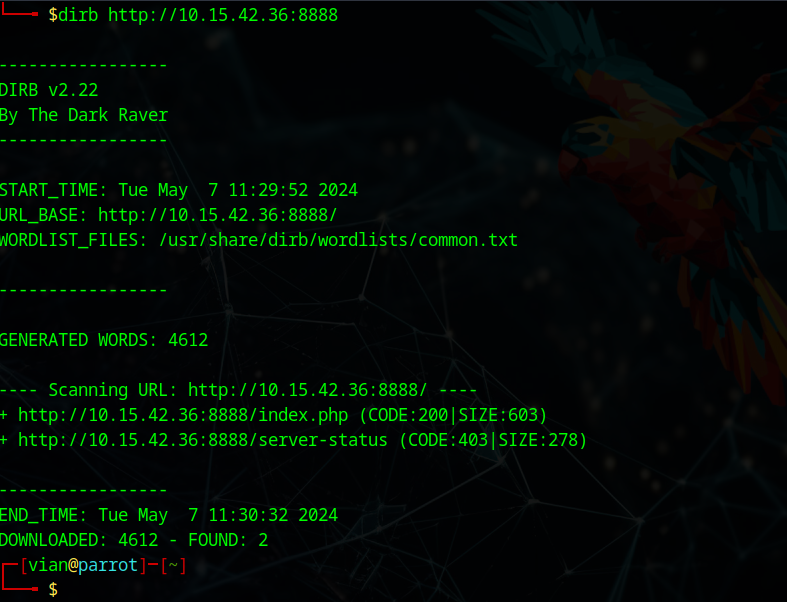 └──╼ $dirb http://10.15.42.36:8888
-----------------
DIRB v2.22
By The Dark Raver
-----------------
START_TIME: Tue May  7 11:29:52 2024
URL_BASE: http://10.15.42.36:8888/
WORDLIST_FILES: /usr/share/dirb/wordlists/common.txt
-----------------
GENERATED WORDS: 4612
---- Scanning URL: http://10.15.42.36:8888/ ----
+ http://10.15.42.36:8888/index.php (CODE:200|SIZE:603)
+ http://10.15.42.36:8888/server-status (CODE:403|SIZE:278)
-----------------
END_TIME: Tue May  7 11:30:32 2024
DOWNLOADED: 4612 - FOUND: 2
┌─[vian@parrot]─[~]
└──╼ $